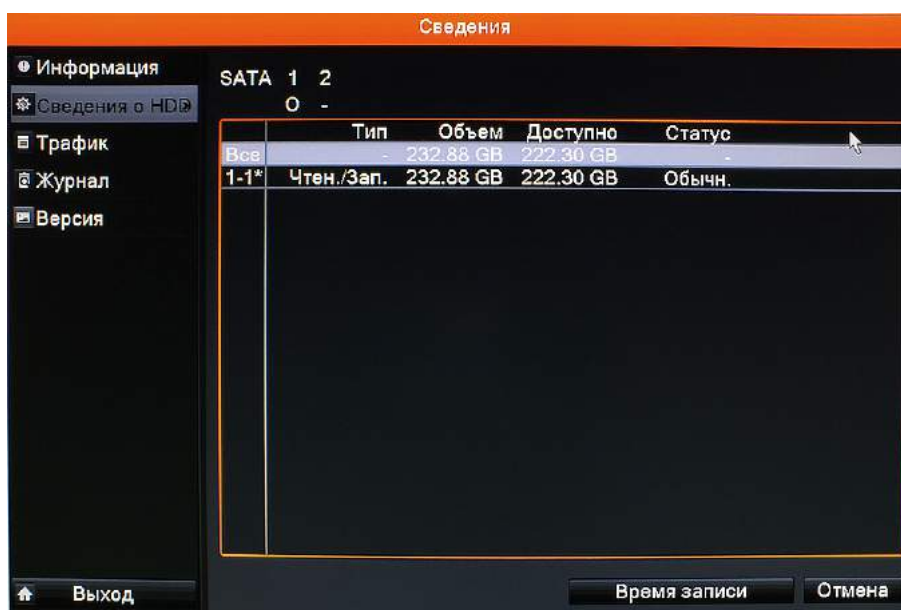 Сведения
Информация
Сведения о HDD
Трафик
Журнал
Версия
Выход
SATA 1 2
O -
Тип Объем Доступно Статус
Все - 232.88 GB 222.30 GB -
1-1* Чтен./Зап. 232.88 GB 222.30 GB Обычн.
Время записи Отмена